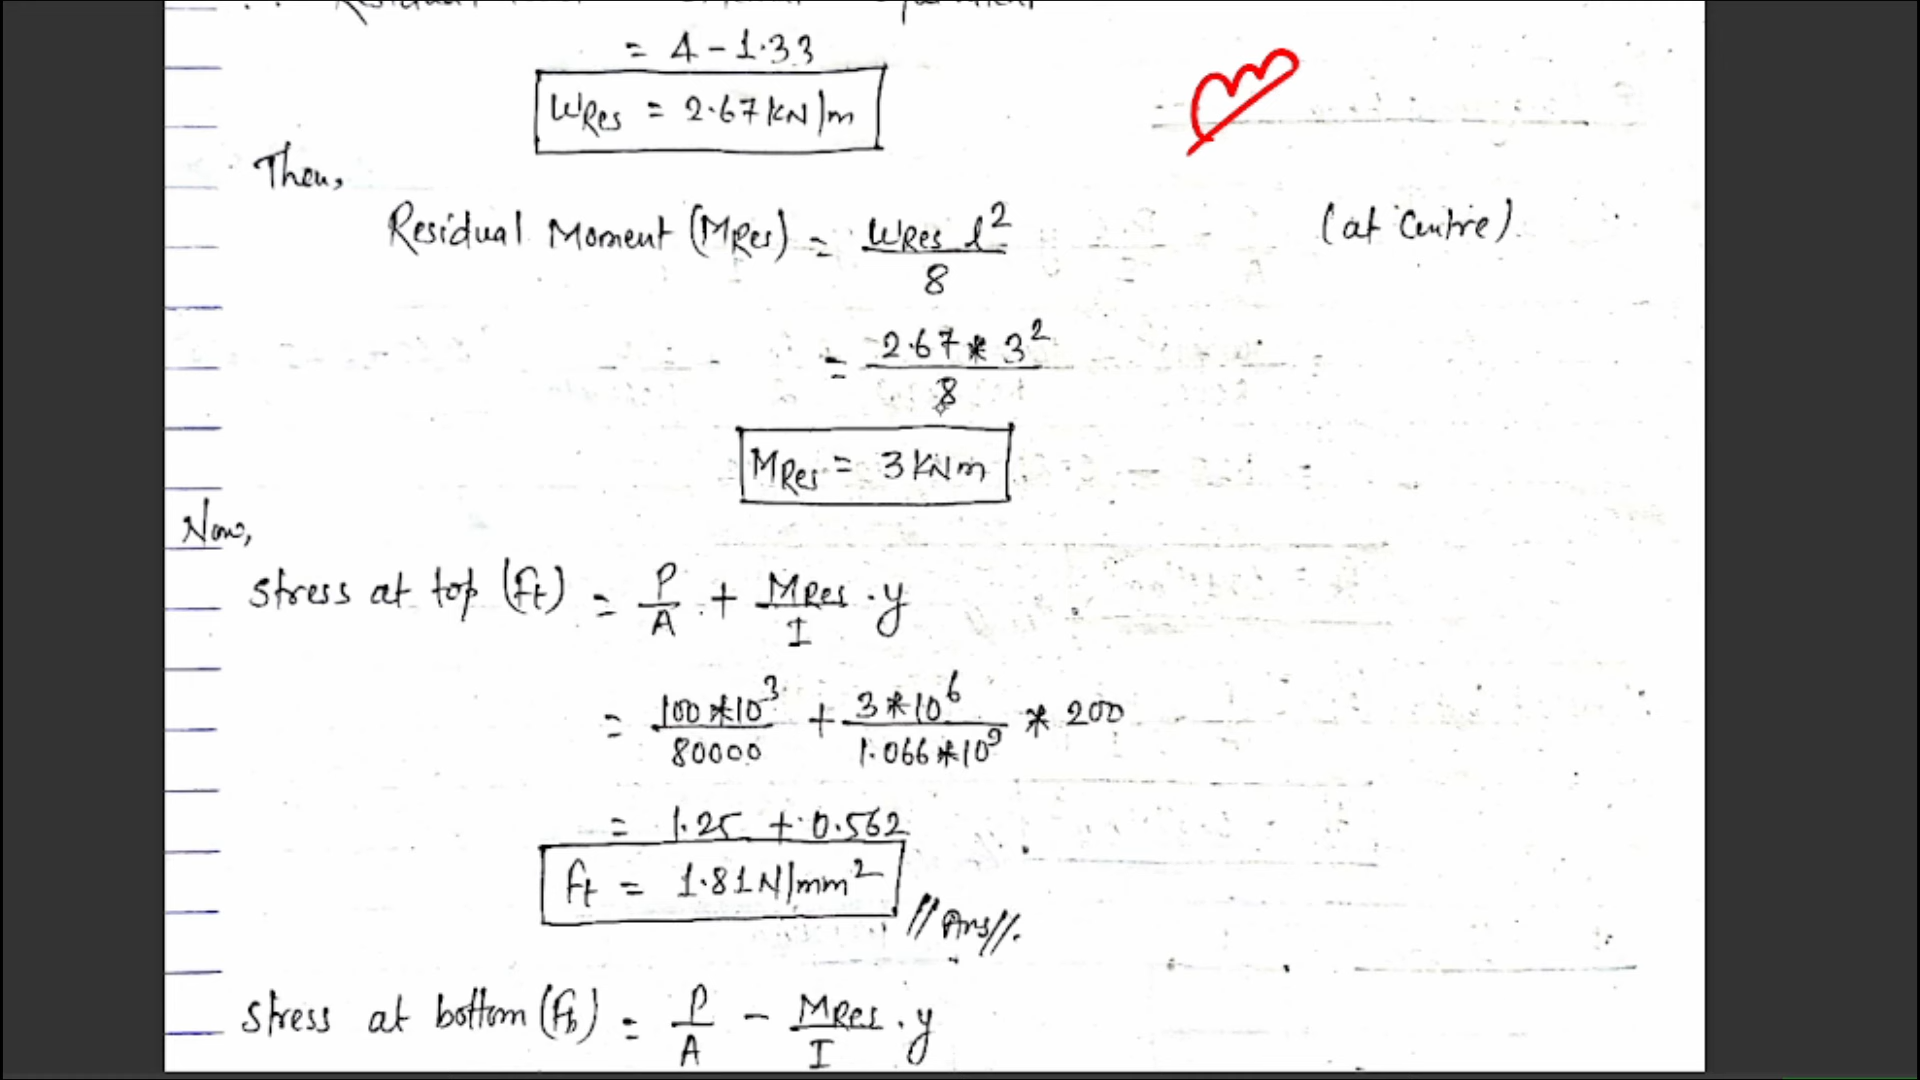 = 4 - 1.33
WRes = 2.67 KN/m
Then,
Residual Moment (MRes) = WRes l² / 8 (at Centre).
= 2.67 * 3² / 8
MRes = 3 KNm
Now,
Stress at top (ft) = P/A + MRes/I . y
= 100*10³/80000 + 3*10⁶/1.066*10⁹ * 200
= 1.25 + 0.562
ft = 1.81 N/mm² //Ans//.
Stress at bottom (fb) = P/A - MRes/I . y